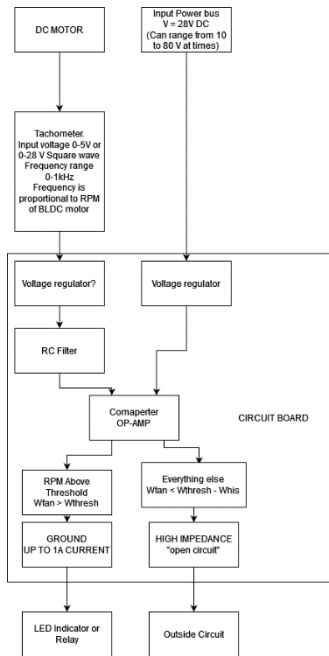 DC MOTOR
Input Power bus
V = 28V DC
(Can range from 10
to 80 V at times)
Tachometer.
Input voltage 0-5V or
0-28 V Square wave
Frequency range
0-1kHz
Frequency is
proportional to RPM
of BLDC motor
Voltage regulator?
Voltage regulator
RC Filter
Comaperter
OP-AMP
CIRCUIT BOARD
RPM Above
Threshold
Wfan > Wthresh
Everything else
Wfan < Wthresh - Whis
GROUND
UP TO 1A CURRENT
HIGH IMPEDANCE
"open circuit"
LED Indicator or
Relay
Outside Circuit